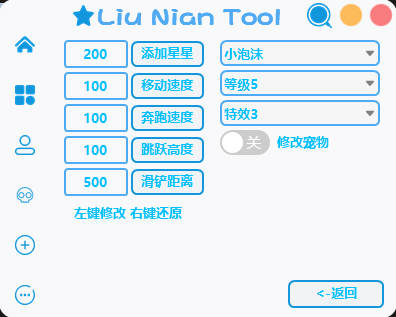 Liu Nian Tool
200 添加星星
100 移动速度
100 奔跑速度
100 跳跃高度
500 滑铲距离
左键修改 右键还原
小泡沫
等级5
特效3
关 修改宠物
<-返回